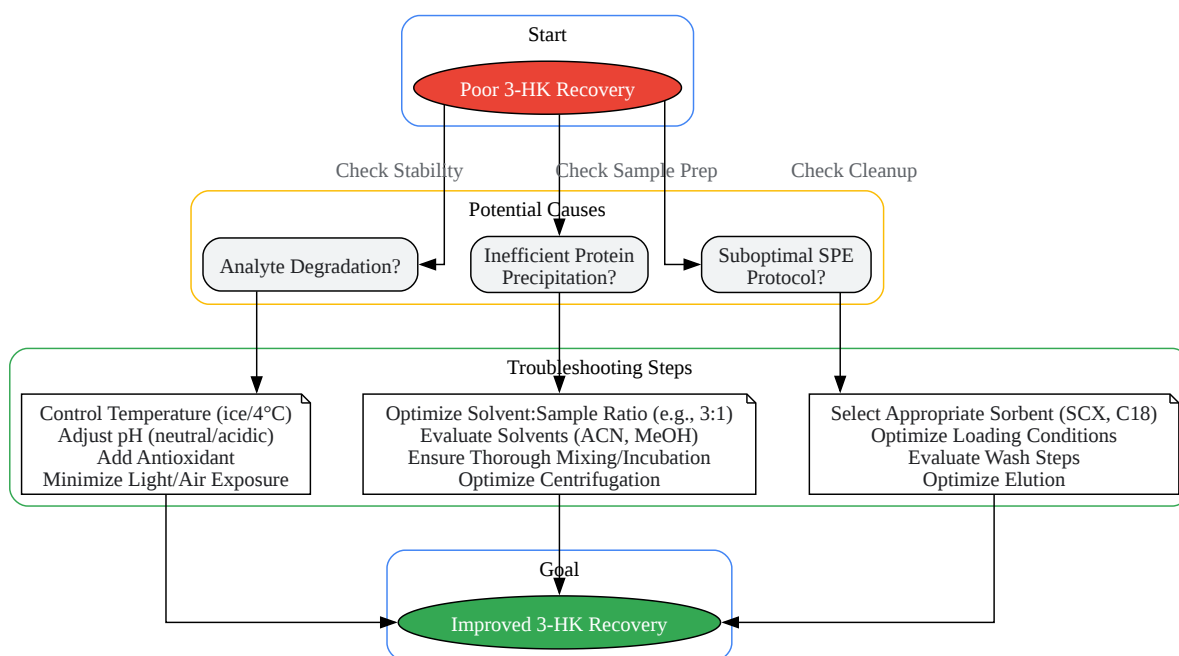 Start
Poor 3-HK Recovery
Check Stability
Check Sample Prep
Check Cleanup
Potential Causes
Analyte Degradation?
Inefficient Protein
Precipitation?
Suboptimal SPE
Protocol?
Troubleshooting Steps
Control Temperature (ice/4°C)
Adjust pH (neutral/acidic)
Add Antioxidant
Minimize Light/Air Exposure
Optimize Solvent:Sample Ratio (e.g., 3:1)
Evaluate Solvents (ACN, MeOH)
Ensure Thorough Mixing/Incubation
Optimize Centrifugation
Select Appropriate Sorbent (SCX, C18)
Optimize Loading Conditions
Evaluate Wash Steps
Optimize Elution
Goal
Improved 3-HK Recovery